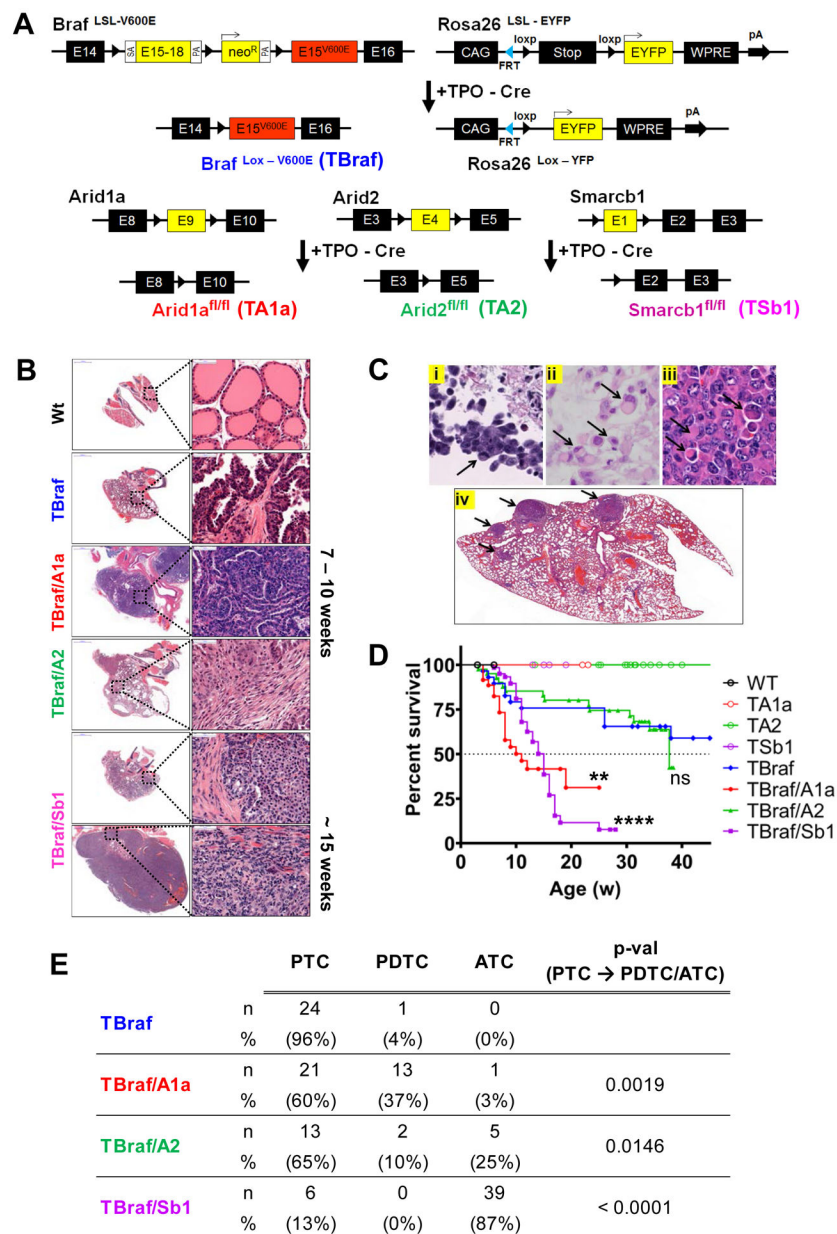 A
Braf LSL-V600E
Rosa26 LSL - EYFP
E14 SA E15-18 PA neoR PA E15V600E E16
CAG FRT loxp Stop loxp EYFP WPRE pA
+TPO - Cre
E14 E15V600E E16
CAG FRT loxp EYFP WPRE pA
Braf Lox – V600E (TBraf)
Rosa26 Lox – YFP
Arid1a
Arid2
Smarcb1
E8 E9 E10
E3 E4 E5
E1 E2 E3
+TPO - Cre
+TPO - Cre
E8 E10
E3 E5
E2 E3
Arid1afl/fl (TA1a)
Arid2fl/fl (TA2)
Smarcb1fl/fl (TSb1)
B
Wt
TBraf
TBraf/A1a
TBraf/A2
TBraf/Sb1
7 – 10 weeks
~ 15 weeks
C
i
ii
iii
iv
D
Percent survival
100
75
50
25
0
0 10 20 30 40
Age (w)
**
****
ns
WT
TA1a
TA2
TSb1
TBraf
TBraf/A1a
TBraf/A2
TBraf/Sb1
E
PTC PDTC ATC p-val
(PTC → PDTC/ATC)
TBraf
n 24 1 0
% (96%) (4%) (0%)
TBraf/A1a
n 21 13 1
% (60%) (37%) (3%)
0.0019
TBraf/A2
n 13 2 5
% (65%) (10%) (25%)
0.0146
TBraf/Sb1
n 6 0 39
% (13%) (0%) (87%)
< 0.0001